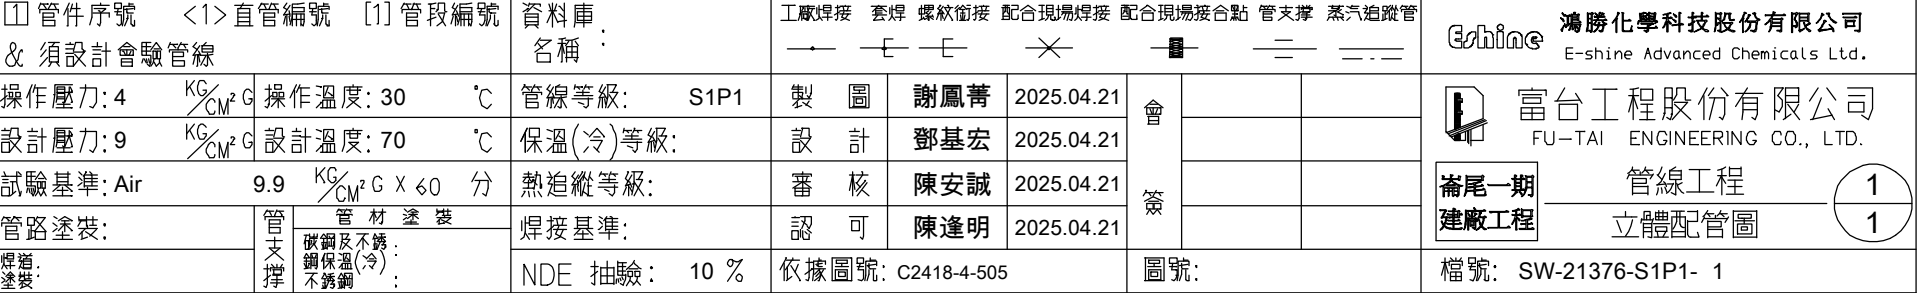 1 管件序號 <1>直管編號 [1]管段編號
& 須設計會驗管線
資料庫名稱 :
工廠焊接 套焊 螺紋銜接 配合現場焊接 配合現場接合點 管支撐 蒸汽追蹤管
Eshine 鴻勝化學科技股份有限公司
E-shine Advanced Chemicals Ltd.
操作壓力: 4 KG/CM² G 操作溫度: 30 ℃
設計壓力: 9 KG/CM² G 設計溫度: 70 ℃
試驗基準: Air 9.9 KG/CM² G X 60 分
管路塗裝:
焊道塗裝:
管支撐
管材塗裝
碳鋼及不銹鋼保溫(冷) :
不銹鋼 :
管線等級: S1P1
保溫(冷)等級:
熱追縱等級:
焊接基準:
NDE 抽驗: 10 %
製圖 謝鳳菁 2025.04.21
設計 鄧基宏 2025.04.21
審核 陳安誠 2025.04.21
認可 陳逢明 2025.04.21
依據圖號: C2418-4-505
會簽
圖號:
富台工程股份有限公司
FU-TAI ENGINEERING CO., LTD.
崙尾一期
建廠工程
管線工程
立體配管圖
1
1
檔號: SW-21376-S1P1- 1